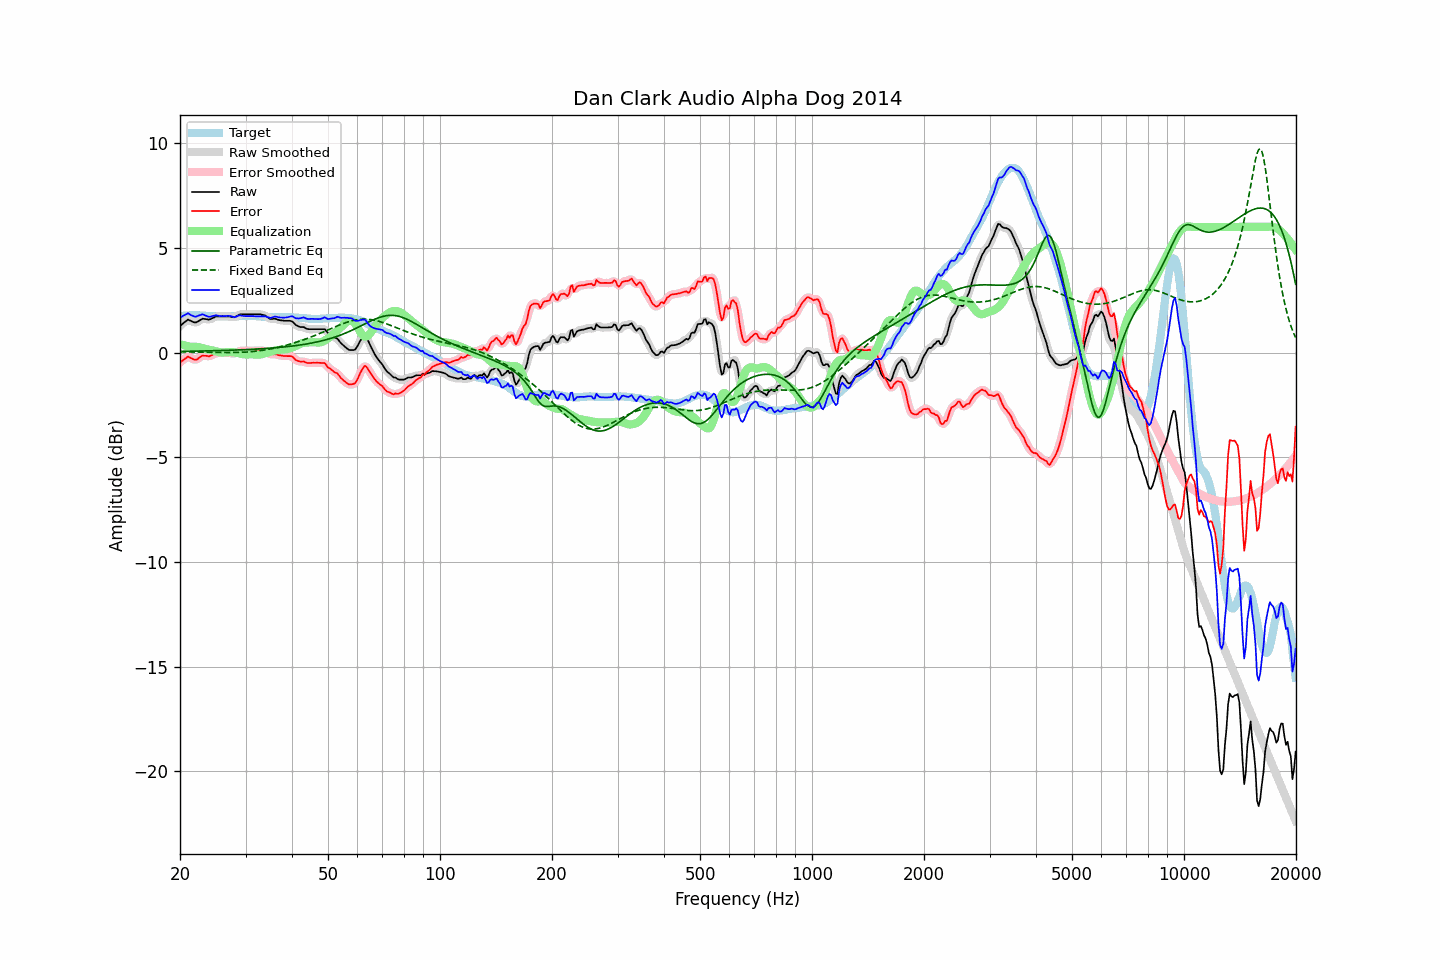 Dan Clark Audio Alpha Dog 2014
Target
Raw Smoothed
Error Smoothed
Raw
Error
Equalization
Parametric Eq
Fixed Band Eq
Equalized
Amplitude (dBr)
10
5
0
−5
−10
−15
−20
20 50 100 200 500 1000 2000 5000 10000 20000
Frequency (Hz)